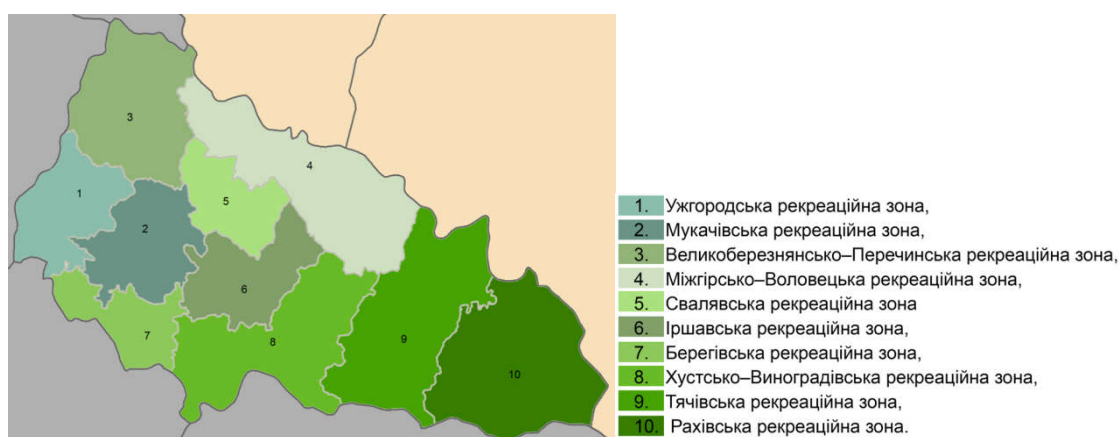 3
4
1
5
2
6
7
8
9
10
1. Ужгородська рекреаційна зона,
2. Мукачівська рекреаційна зона,
3. Великоберезнянсько–Перечинська рекреаційна зона,
4. Міжгірсько–Воловецька рекреаційна зона,
5. Свалявська рекреаційна зона
6. Іршавська рекреаційна зона,
7. Берегівська рекреаційна зона,
8. Хустсько–Виноградівська рекреаційна зона,
9. Тячівська рекреаційна зона,
10. Рахівська рекреаційна зона.